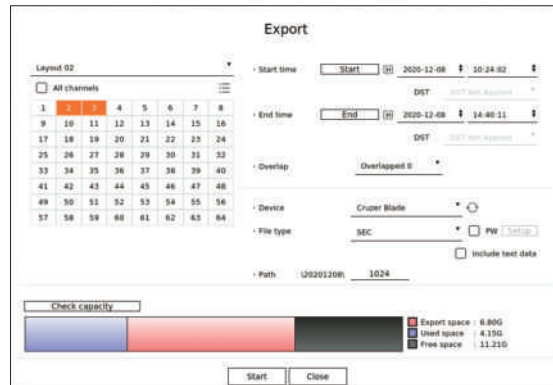 Export
Layout 02
All channels
1 2 3 4 5 6 7 8
9 10 11 12 13 14 15 16
17 18 19 20 21 22 23 24
25 26 27 28 29 30 31 32
33 34 35 36 37 38 39 40
41 42 43 44 45 46 47 48
49 50 51 52 53 54 55 56
57 58 59 60 61 62 63 64
· Start time Start 2020-12-08 10:24:02
DST DST Not Applied
· End time End 2020-12-08 14:40:11
DST DST Not Applied
· Overlap Overlapped 0
· Device Cruzer Blade
· File type SEC PW Setup
Include text data
· Path \20201208\ 1024
Check capacity
Export space : 6.80G
Used space : 4.15G
Free space : 11.21G
Start Close